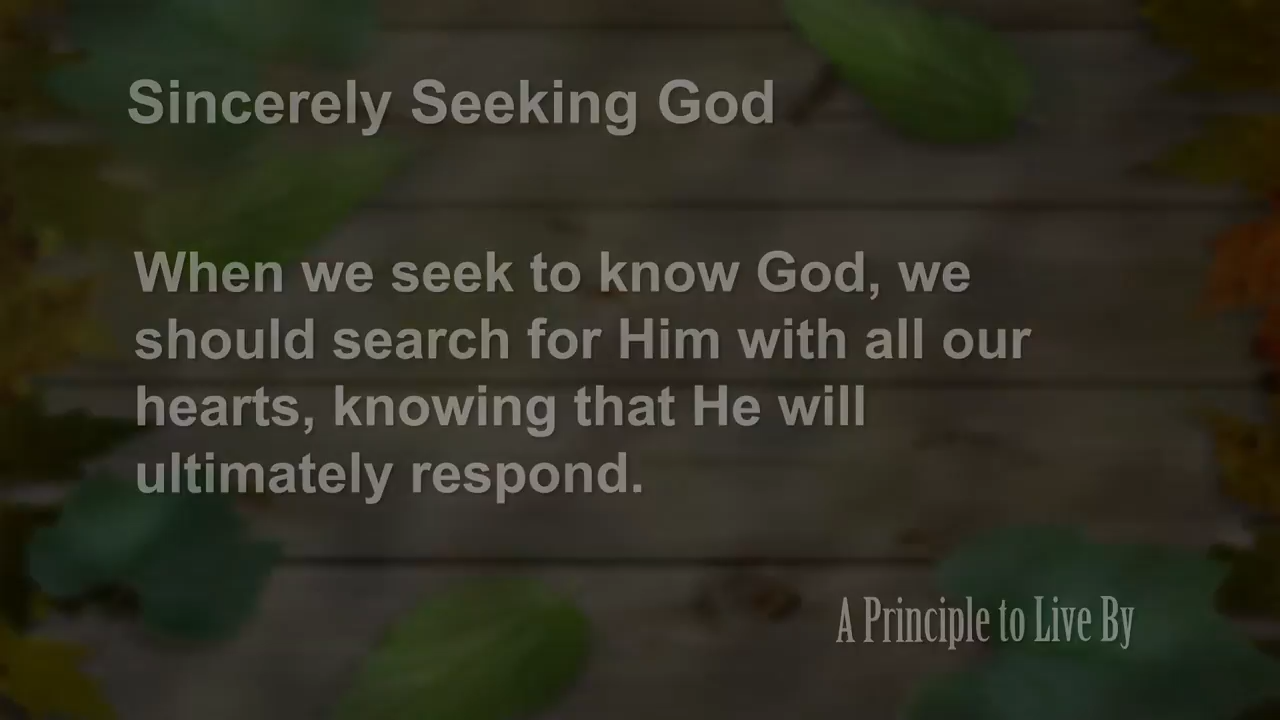 Sincerely Seeking God
When we seek to know God, we
should search for Him with all our
hearts, knowing that He will
ultimately respond.
A Principle to Live By